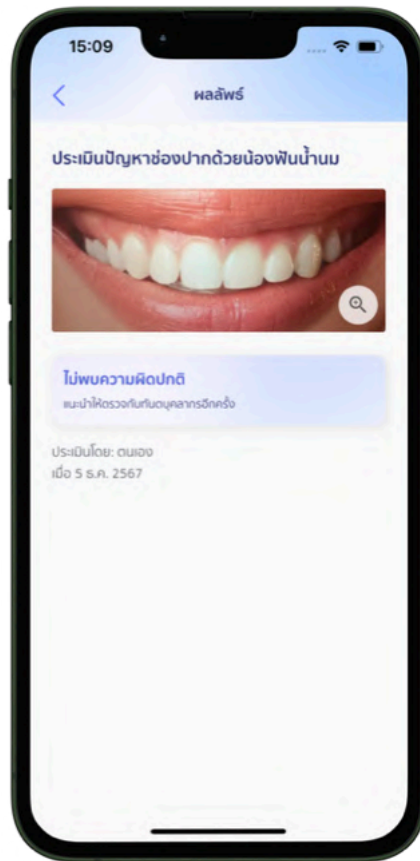 15:09
ผลลัพธ์
ประเมินปัญหาช่องปากด้วยน้องฟันน้ำนม
ไม่พบความผิดปกติ
แนะนำให้ตรวจกับทันตบุคลากรอีกครั้ง
ประเมินโดย: ตนเอง
เมื่อ 5 ธ.ค. 2567